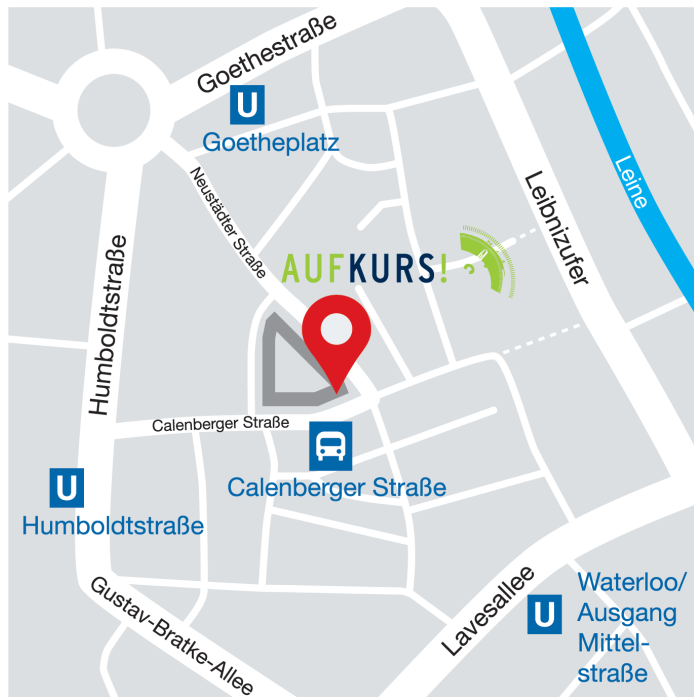 Goethestraße
U
Goetheplatz
Neustädter Straße
Leibnizufer
Leine
AUFKURS!
Humboldtstraße
Calenberger Straße
Calenberger Straße
U
Humboldtstraße
Gustav-Bratke-Allee
Lavesallee
U
Waterloo/
Ausgang
Mittel-
straße